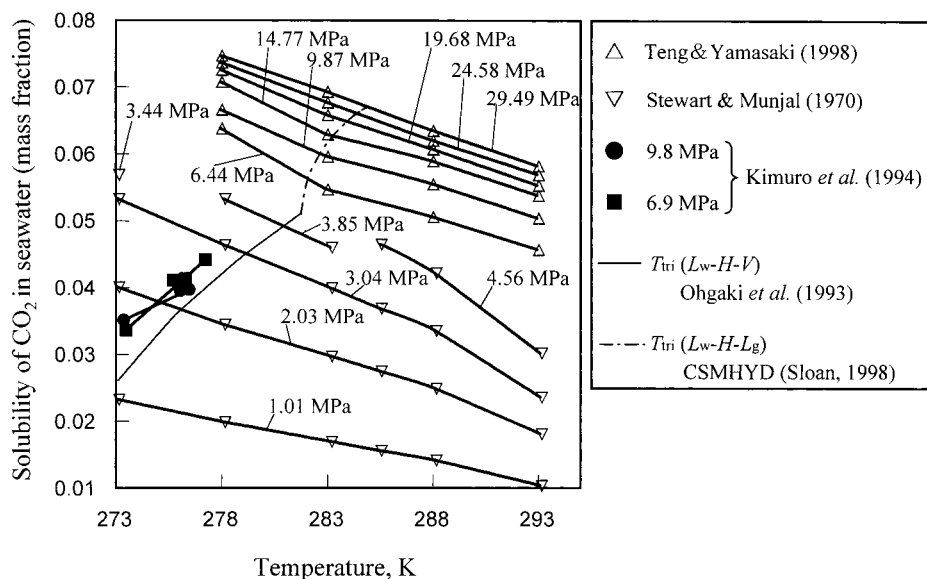 0.08
0.07
0.06
0.05
0.04
0.03
0.02
0.01
Solubility of CO2 in seawater (mass fraction)
273
278
283
288
293
Temperature, K
14.77 MPa
9.87 MPa
19.68 MPa
24.58 MPa
29.49 MPa
3.44 MPa
6.44 MPa
3.85 MPa
4.56 MPa
3.04 MPa
2.03 MPa
1.01 MPa
Teng & Yamasaki (1998)
Stewart & Munjal (1970)
9.8 MPa
6.9 MPa
Kimuro et al. (1994)
Ttri (Lw-H-V)
Ohgaki et al. 1993)
Ttri (Lw-H-Lg)
CSMHYD (Sloan, 1998)